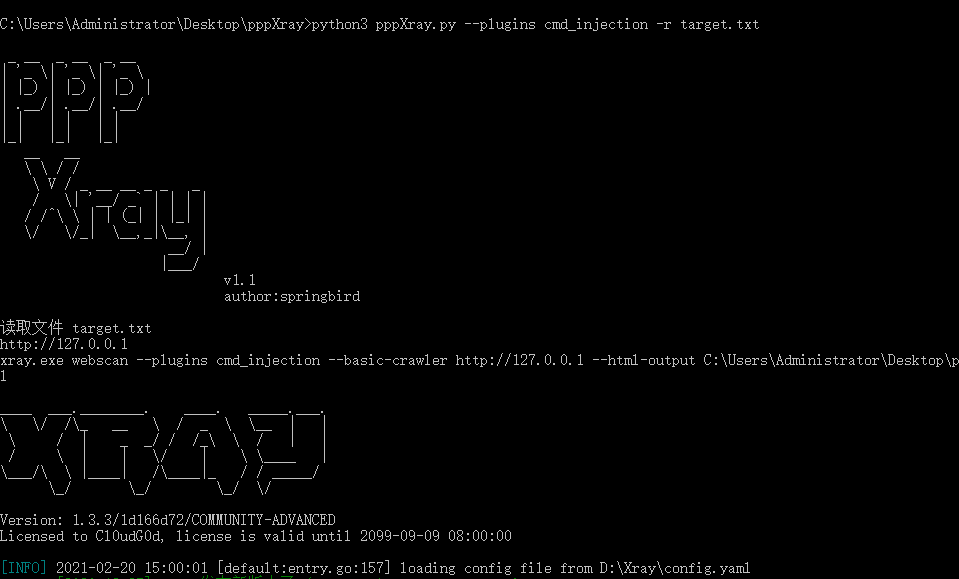 C:\Users\Administrator\Desktop\pppXray>python3 pppXray.py --plugins cmd_injection -r target.txt
PPP
Xray
v1.1
author:springbird
读取文件 target.txt
http://127.0.0.1
xray.exe webscan --plugins cmd_injection --basic-crawler http://127.0.0.1 --html-output C:\Users\Administrator\Desktop\p
l
XRAY
Version: 1.3.3/1d166d72/COMMUNITY-ADVANCED
Licensed to C10udG0d, license is valid until 2099-09-09 08:00:00
[INFO] 2021-02-20 15:00:01 [default:entry.go:157] loading config file from D:\Xray\config.yaml